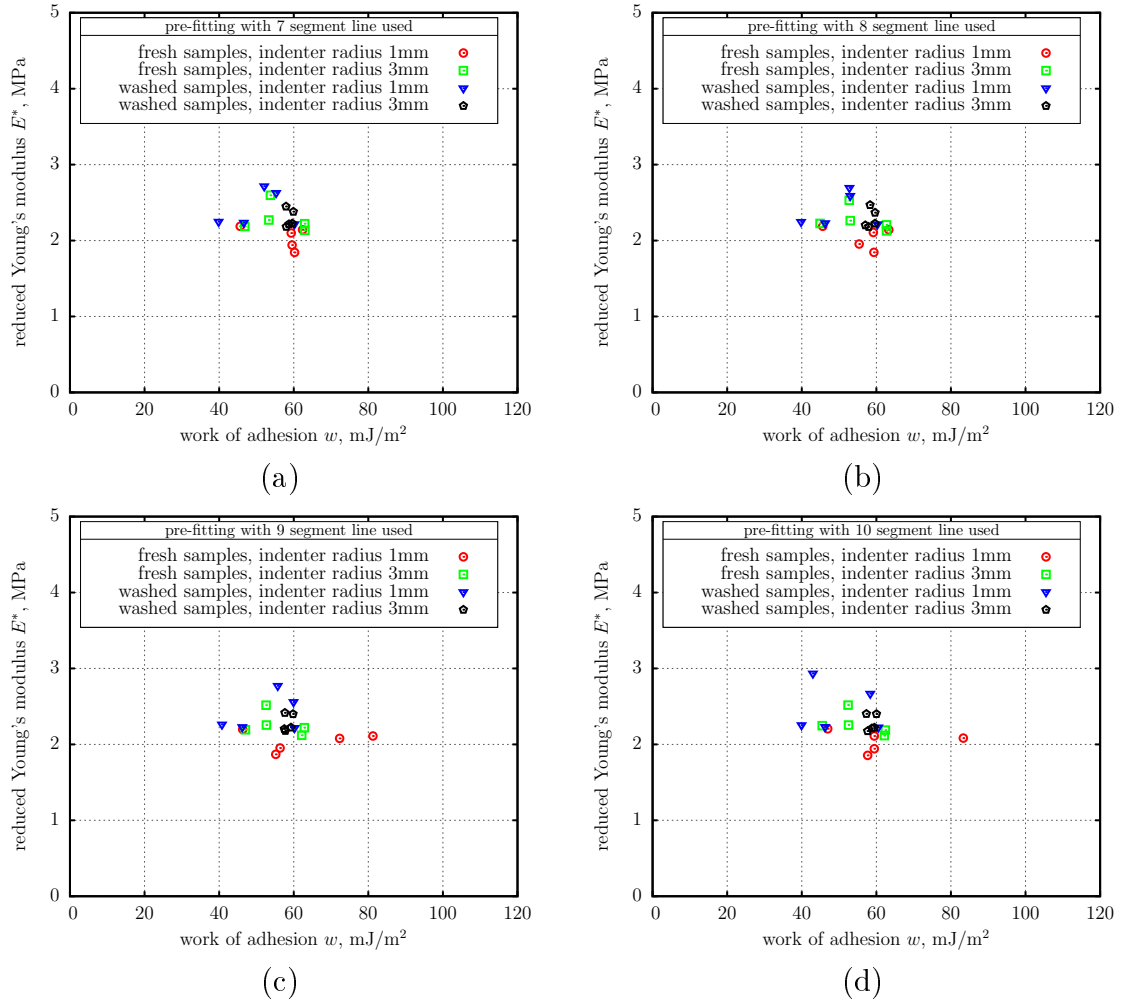 pre-fitting with 7 segment line used
fresh samples, indenter radius 1mm
fresh samples, indenter radius 3mm
washed samples, indenter radius 1mm
washed samples, indenter radius 3mm
reduced Young's modulus E*, MPa
5
4
3
2
1
0
0 20 40 60 80 100 120
work of adhesion w, mJ/m²
(a)
pre-fitting with 8 segment line used
fresh samples, indenter radius 1mm
fresh samples, indenter radius 3mm
washed samples, indenter radius 1mm
washed samples, indenter radius 3mm
reduced Young's modulus E*, MPa
5
4
3
2
1
0
0 20 40 60 80 100 120
work of adhesion w, mJ/m²
(b)
pre-fitting with 9 segment line used
fresh samples, indenter radius 1mm
fresh samples, indenter radius 3mm
washed samples, indenter radius 1mm
washed samples, indenter radius 3mm
reduced Young's modulus E*, MPa
5
4
3
2
1
0
0 20 40 60 80 100 120
work of adhesion w, mJ/m²
(c)
pre-fitting with 10 segment line used
fresh samples, indenter radius 1mm
fresh samples, indenter radius 3mm
washed samples, indenter radius 1mm
washed samples, indenter radius 3mm
reduced Young's modulus E*, MPa
5
4
3
2
1
0
0 20 40 60 80 100 120
work of adhesion w, mJ/m²
(d)